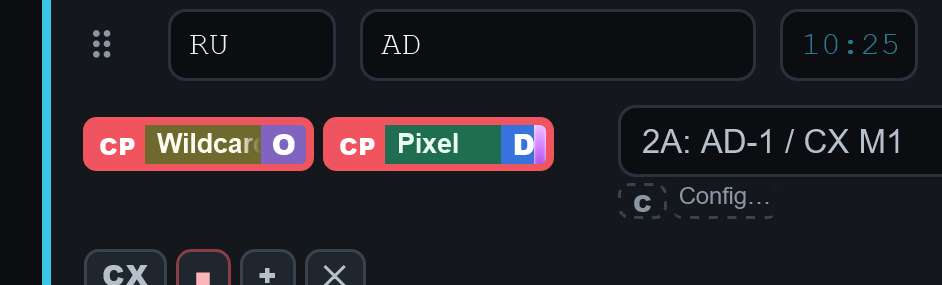 RU AD 10:25
CP Wildcar O CP Pixel D 2A: AD-1 / CX M1
C Config...
CX + ×